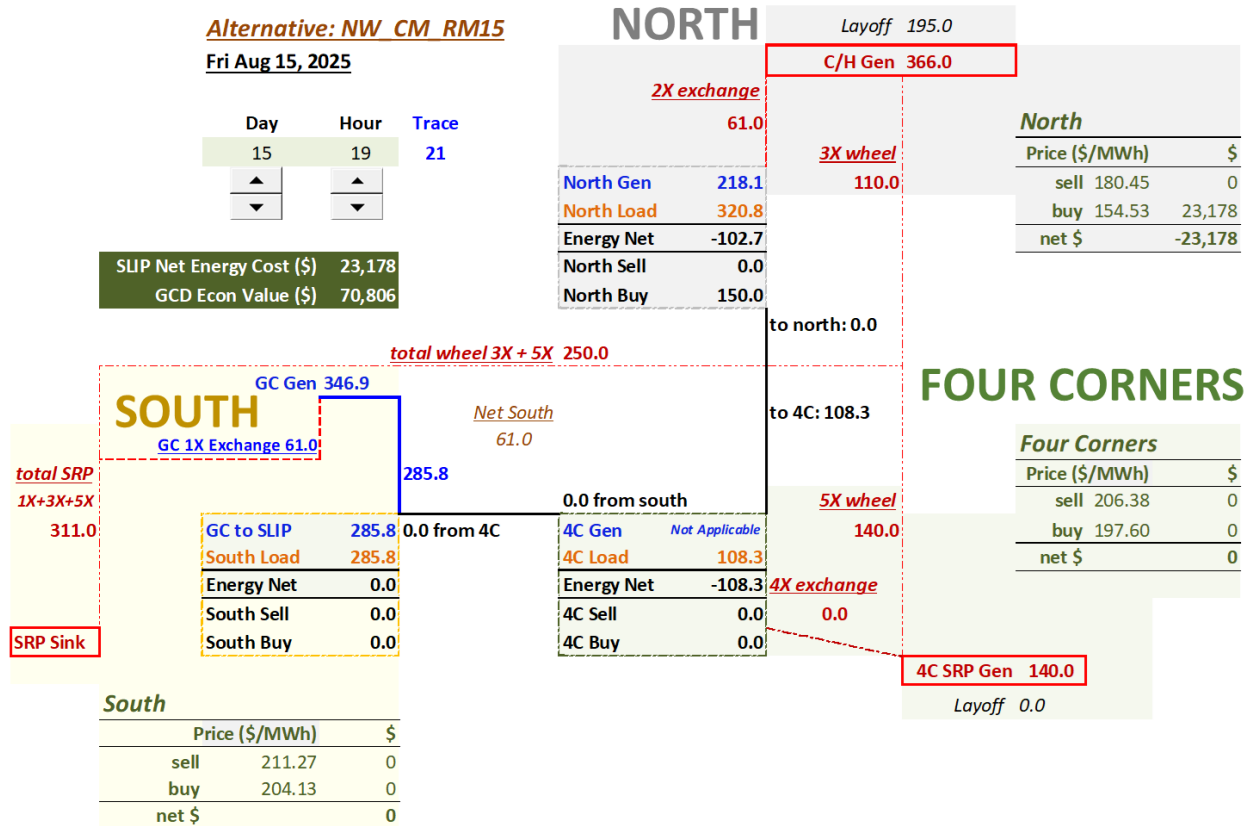 Alternative: NW_CM_RM15
Fri Aug 15, 2025
Day Hour Trace
15 19 21
SLIP Net Energy Cost ($) 23,178
GCD Econ Value ($) 70,806
NORTH
Layoff 195.0
C/H Gen 366.0
2X exchange
61.0
3X wheel
110.0
North
Price ($/MWh) $
sell 180.45 0
buy 154.53 23,178
net $ -23,178
North Gen 218.1
North Load 320.8
Energy Net -102.7
North Sell 0.0
North Buy 150.0
to north: 0.0
total wheel 3X + 5X 250.0
GC Gen 346.9
SOUTH
GC 1X Exchange 61.0
Net South
61.0
to 4C: 108.3
FOUR CORNERS
total SRP
1X+3X+5X
311.0
285.8
0.0 from south
0.0 from 4C
GC to SLIP 285.8
South Load 285.8
Energy Net 0.0
South Sell 0.0
South Buy 0.0
SRP Sink
4C Gen Not Applicable
4C Load 108.3
Energy Net -108.3
4C Sell 0.0
4C Buy 0.0
5X wheel
140.0
4X exchange
0.0
4C SRP Gen 140.0
Layoff 0.0
Four Corners
Price ($/MWh) $
sell 206.38 0
buy 197.60 0
net $ 0
South
Price ($/MWh) $
sell 211.27 0
buy 204.13 0
net $ 0